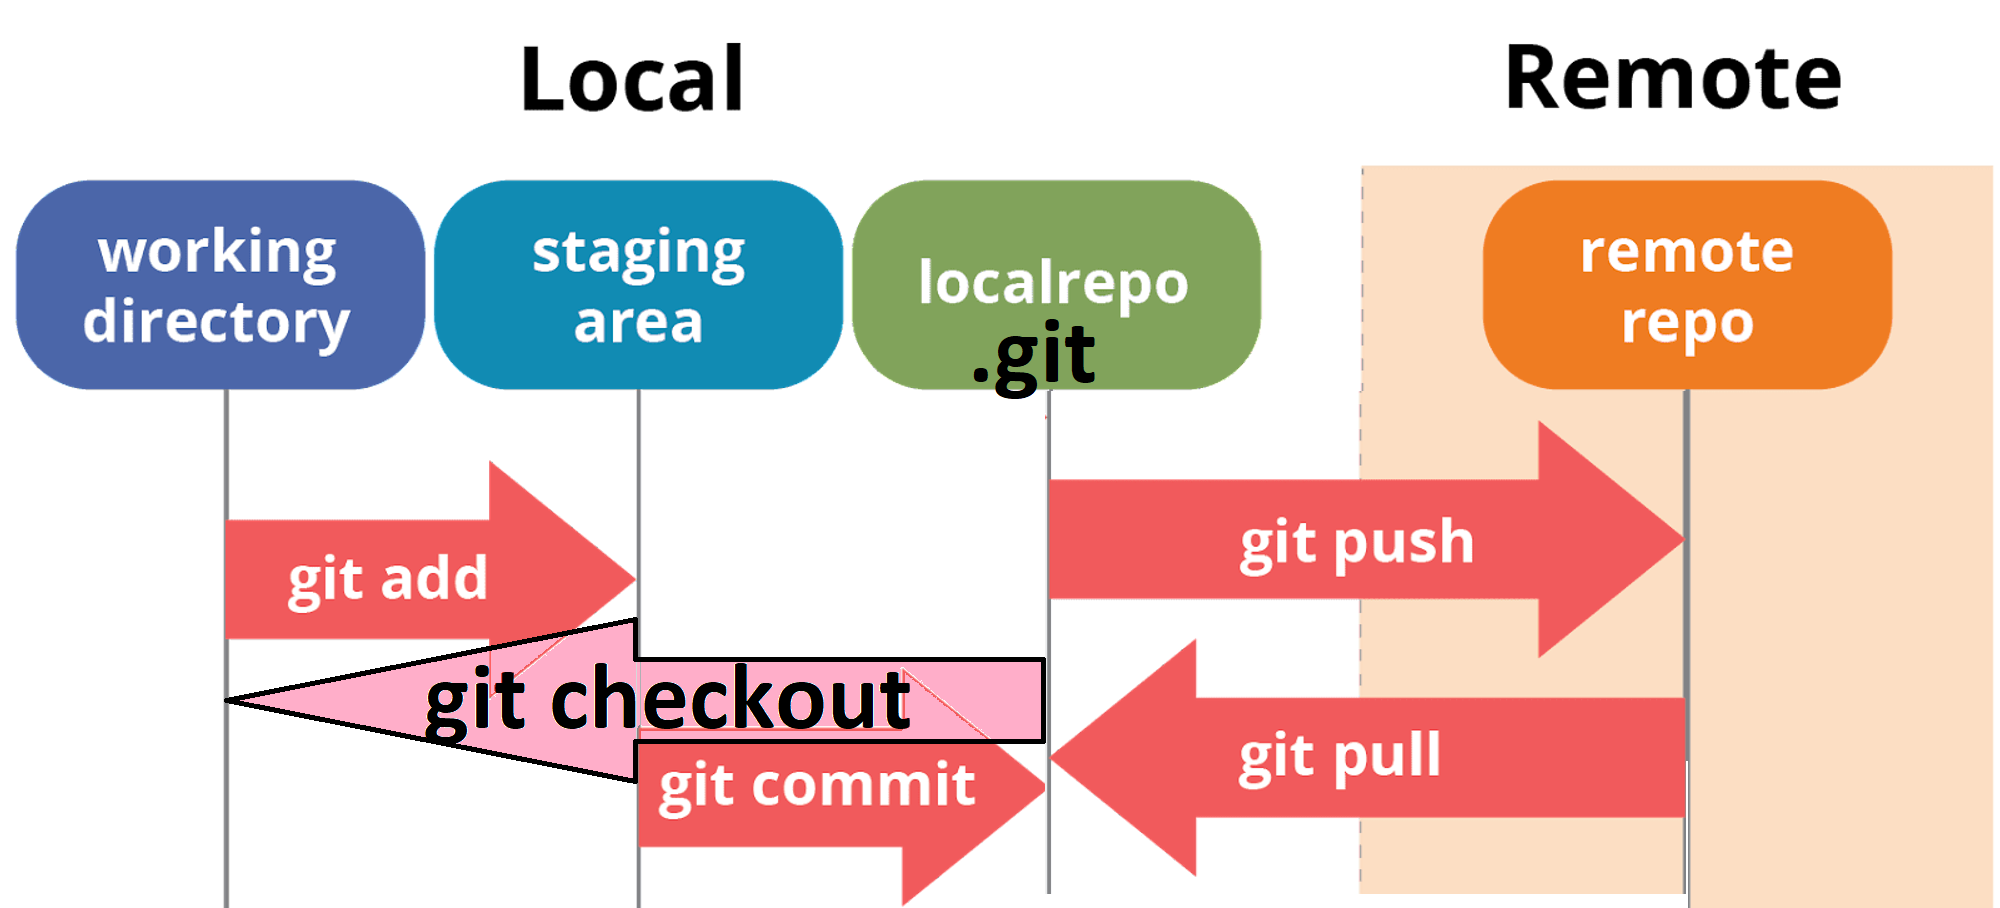 Local
Remote
working
directory
staging
area
localrepo
.git
remote
repo
git add
git push
git checkout
git commit
git pull